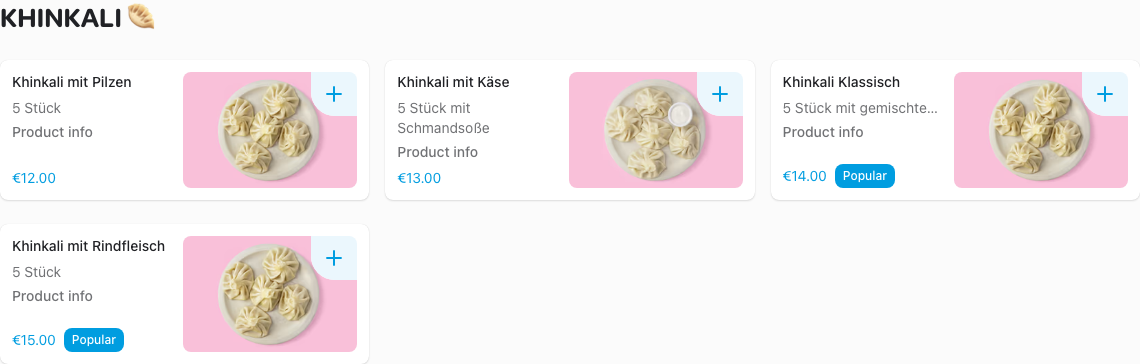 KHINKALI 🥟
Khinkali mit Pilzen
5 Stück
Product info
€12.00
Khinkali mit Käse
5 Stück mit
Schmandsoße
Product info
€13.00
Khinkali Klassisch
5 Stück mit gemischte...
Product info
€14.00 Popular
Khinkali mit Rindfleisch
5 Stück
Product info
€15.00 Popular